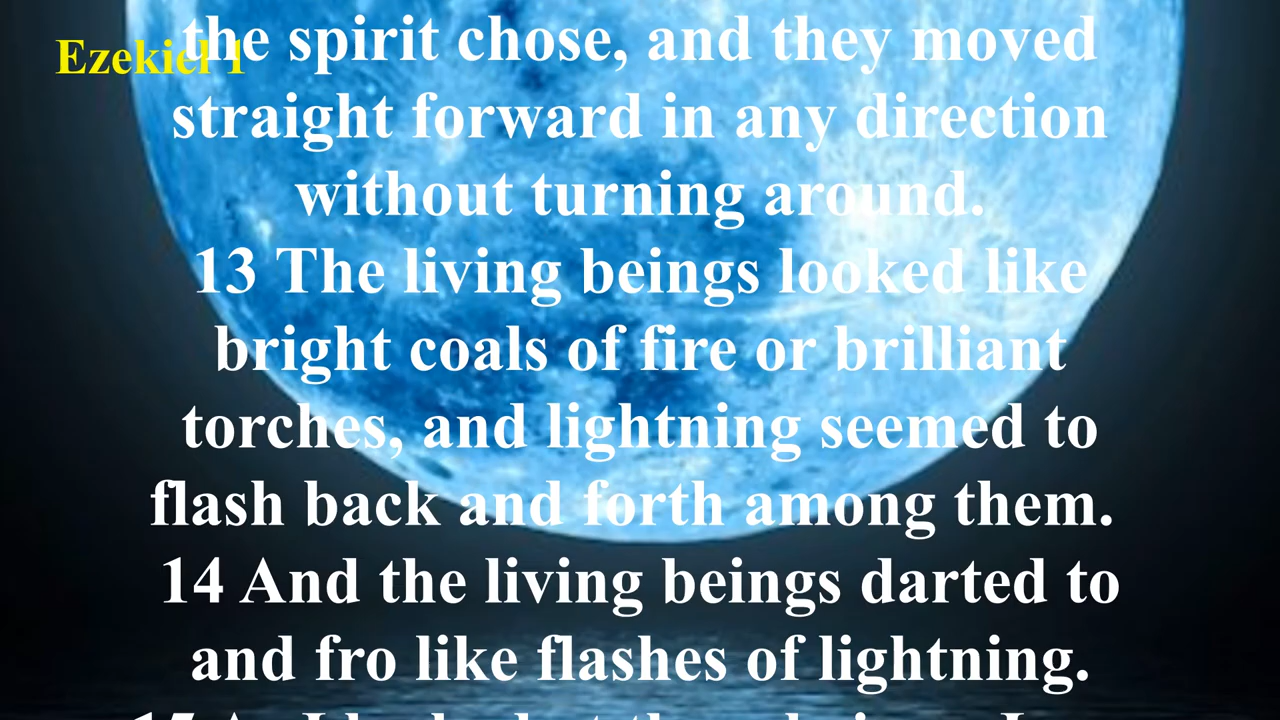 Ezekiel 1
the spirit chose, and they moved
straight forward in any direction
without turning around.
13 The living beings looked like
bright coals of fire or brilliant
torches, and lightning seemed to
flash back and forth among them.
14 And the living beings darted to
and fro like flashes of lightning.